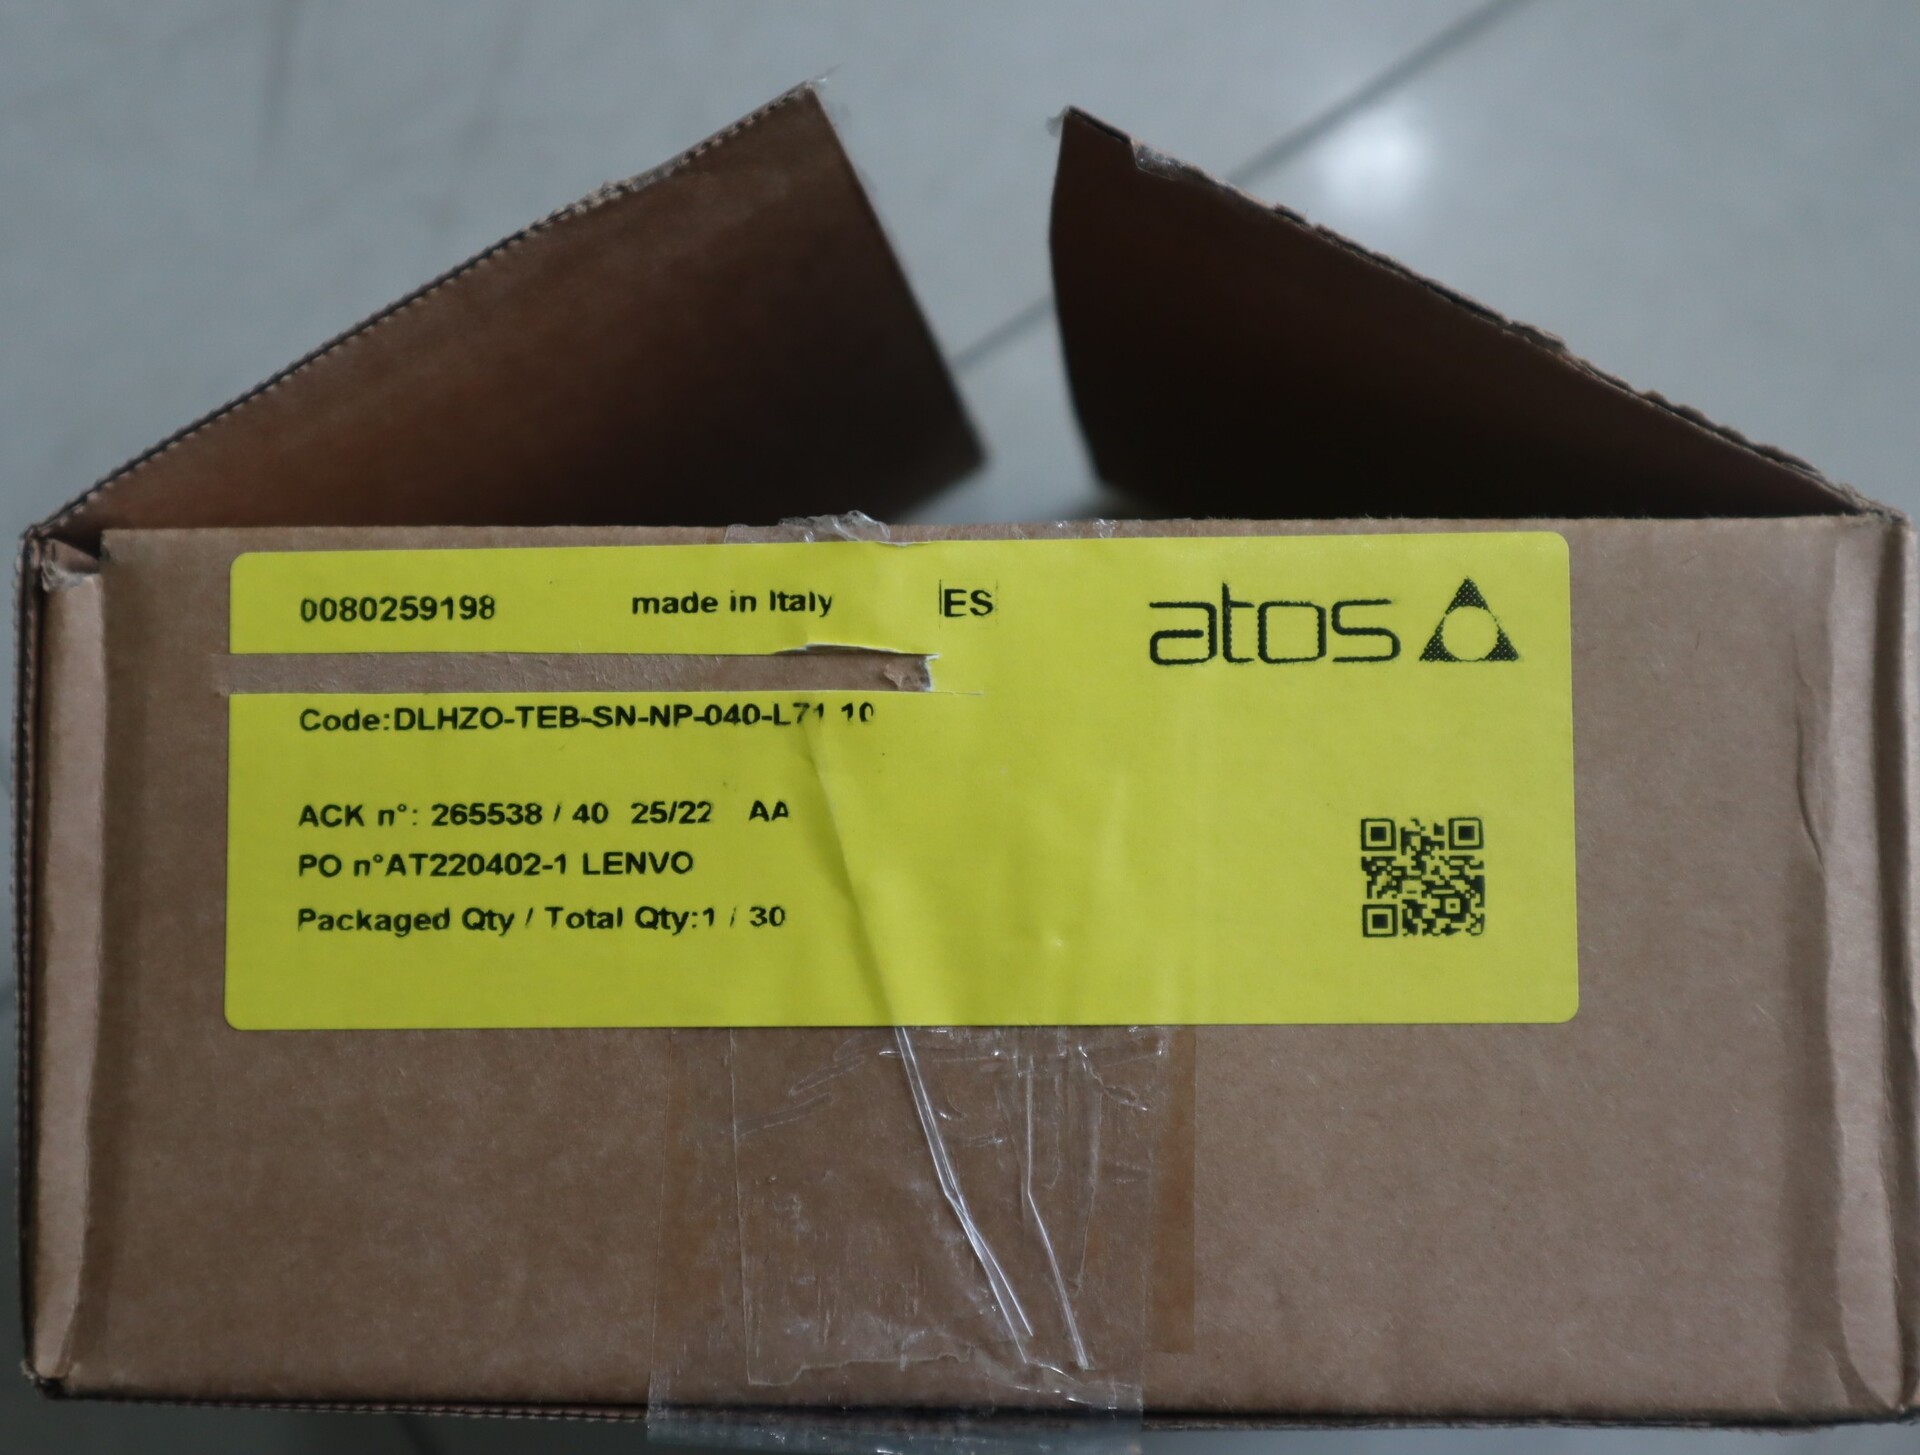 0080259198 made in Italy ES atos
Code:DLHZO-TEB-SN-NP-040-L71 10
ACK n°: 265538 / 40 25/22 AA
PO n°AT220402-1 LENVO
Packaged Qty / Total Qty:1 / 30